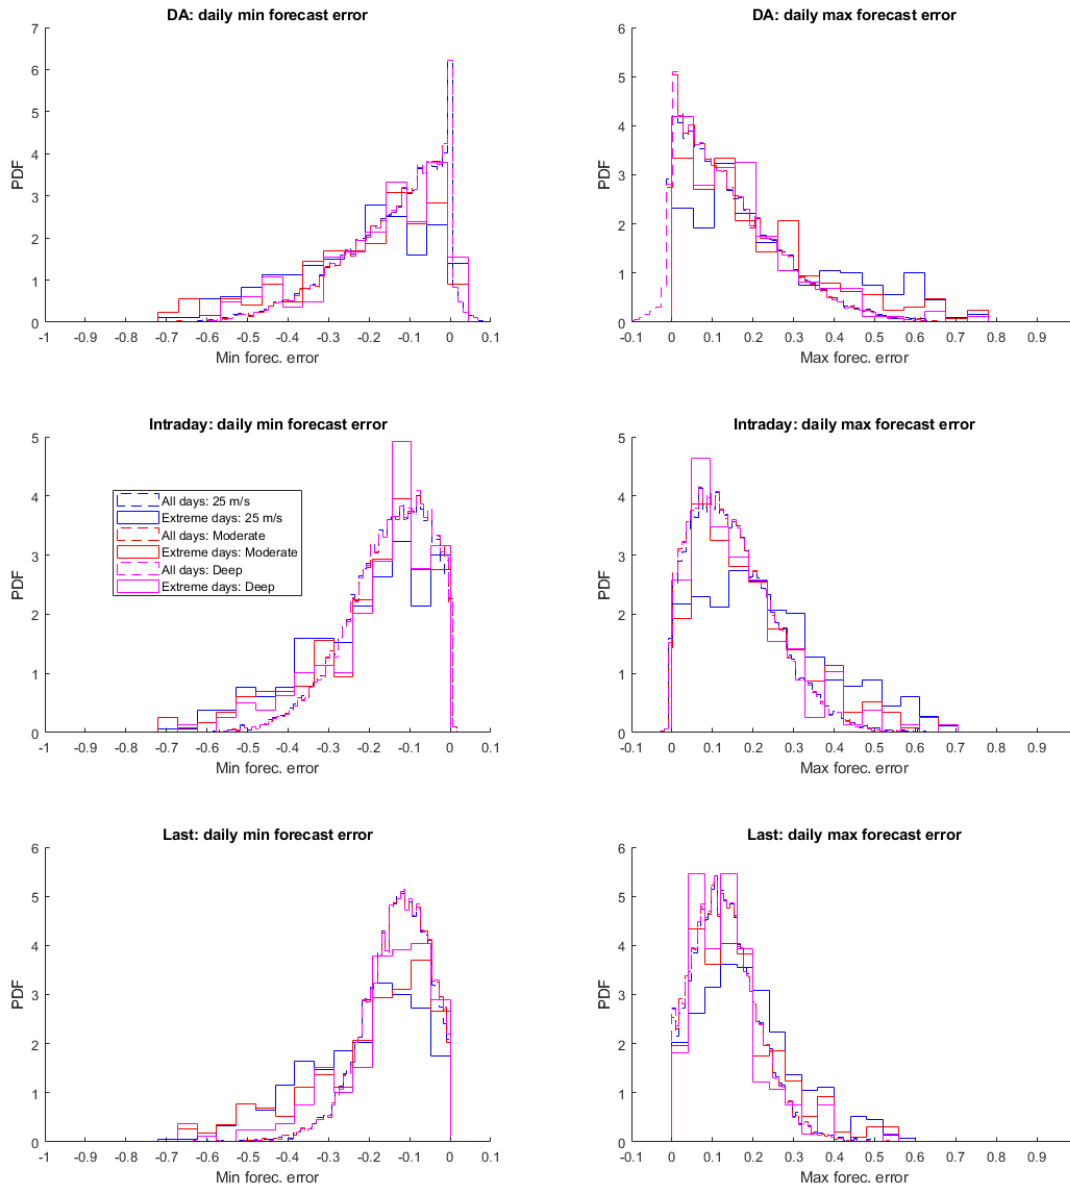 DA: daily min forecast error
7
6
5
4
3
2
1
0
PDF
-1 -0.9 -0.8 -0.7 -0.6 -0.5 -0.4 -0.3 -0.2 -0.1 0 0.1
Min forec. error
DA: daily max forecast error
6
5
4
3
2
1
0
PDF
-0.1 0 0.1 0.2 0.3 0.4 0.5 0.6 0.7 0.8 0.9
Max forec. error
Intraday: daily min forecast error
5
4
3
2
1
0
PDF
All days: 25 m/s
Extreme days: 25 m/s
All days: Moderate
Extreme days: Moderate
All days: Deep
Extreme days: Deep
-1 -0.9 -0.8 -0.7 -0.6 -0.5 -0.4 -0.3 -0.2 -0.1 0 0.1
Min forec. error
Intraday: daily max forecast error
5
4
3
2
1
0
PDF
-0.1 0 0.1 0.2 0.3 0.4 0.5 0.6 0.7 0.8 0.9
Max forec. error
Last: daily min forecast error
6
5
4
3
2
1
0
PDF
-1 -0.9 -0.8 -0.7 -0.6 -0.5 -0.4 -0.3 -0.2 -0.1 0 0.1
Min forec. error
Last: daily max forecast error
6
5
4
3
2
1
0
PDF
-0.1 0 0.1 0.2 0.3 0.4 0.5 0.6 0.7 0.8 0.9
Max forec. error